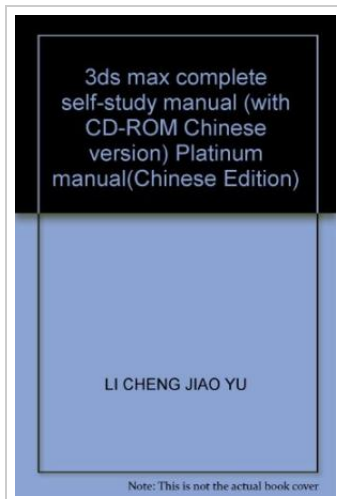 3ds max complete
self-study manual (with
CD-ROM Chinese
version) Platinum
manual(Chinese Edition)
LI CHENG JIAO YU
Note: This is not the actual book cover